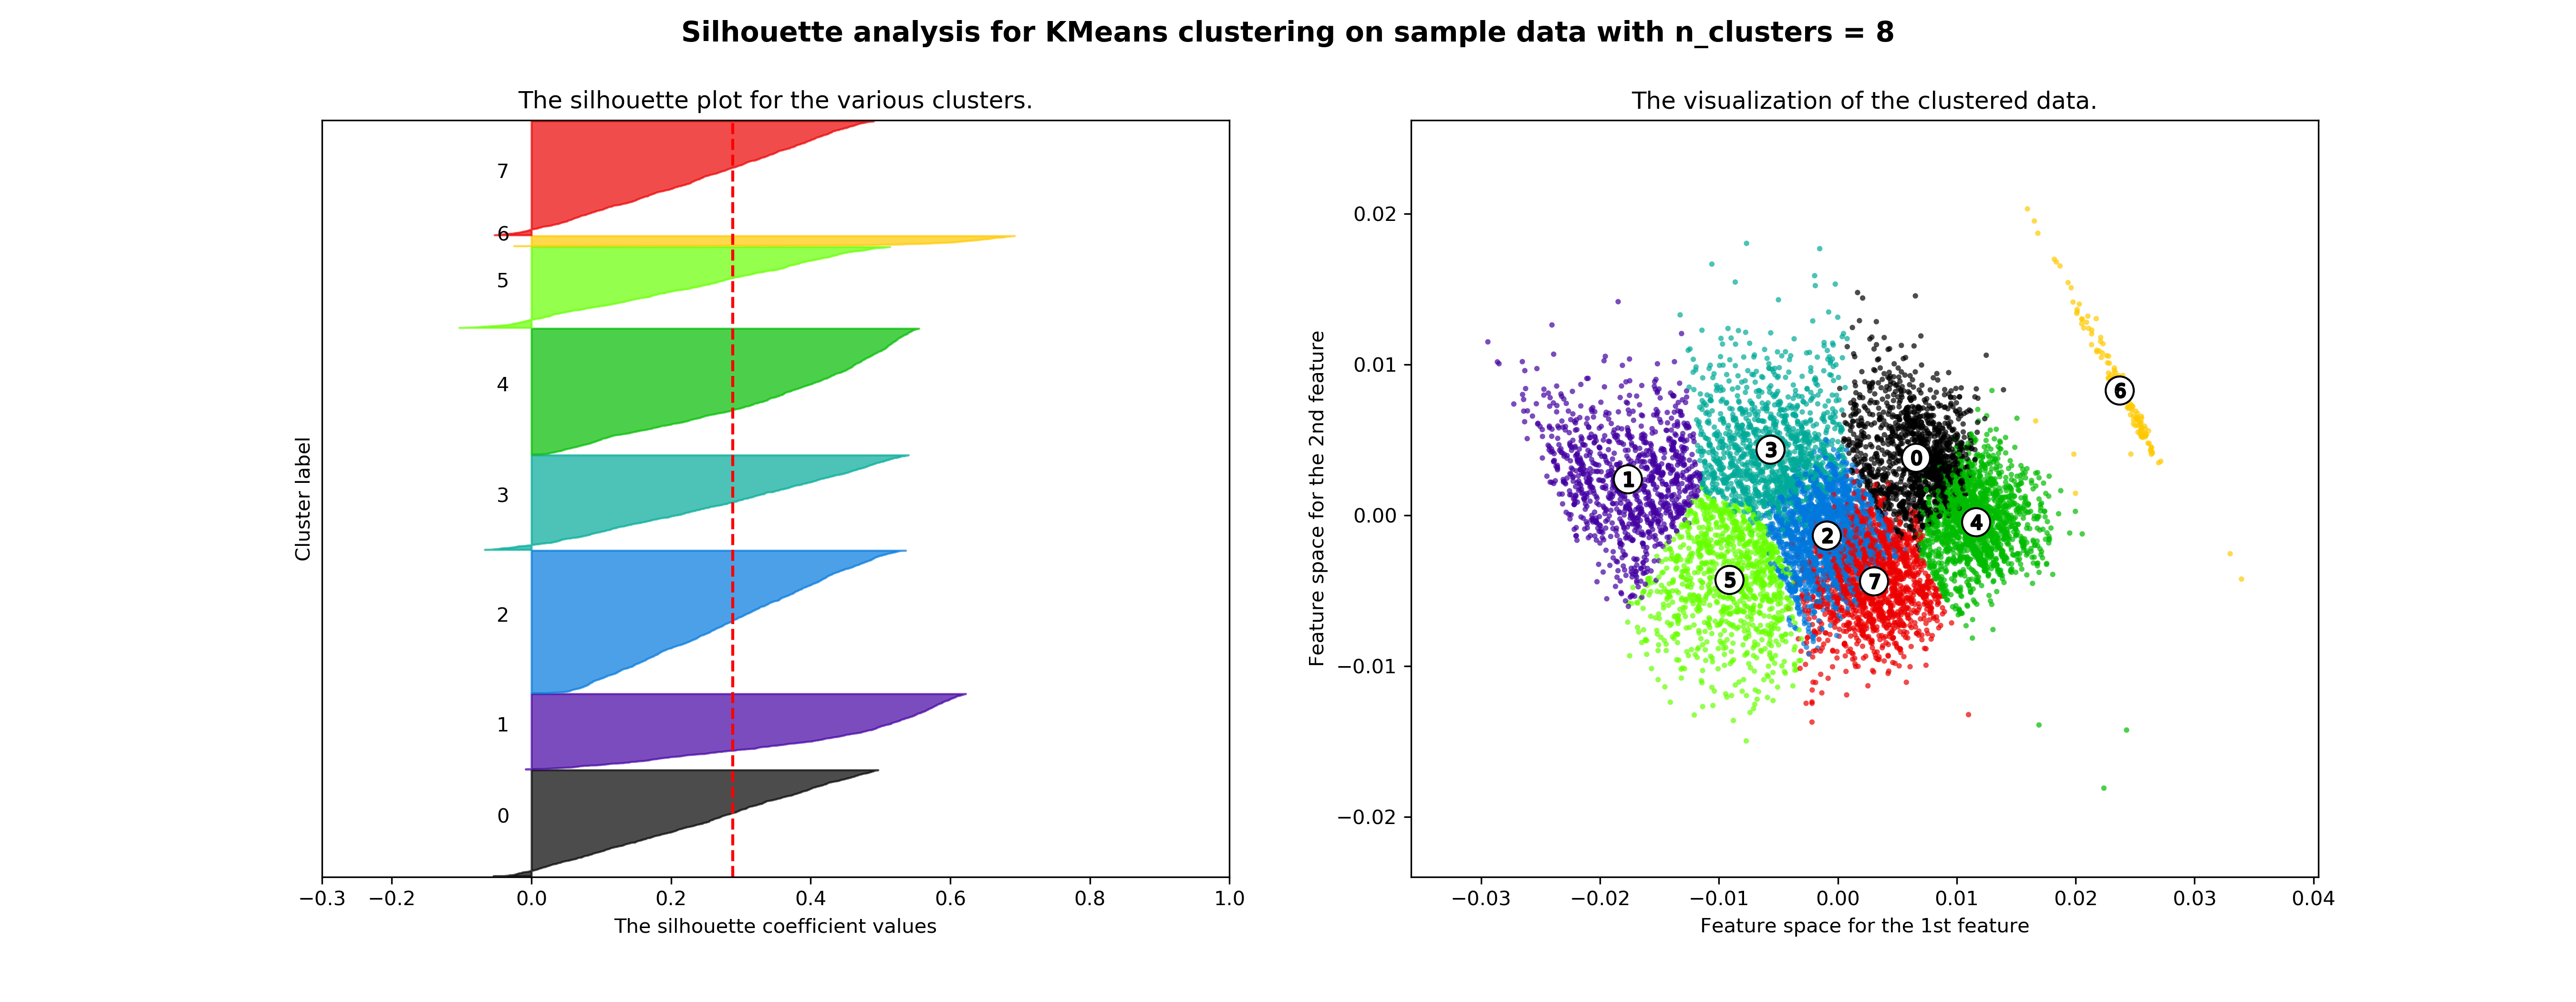 Silhouette analysis for KMeans clustering on sample data with n_clusters = 8
The silhouette plot for the various clusters.
7
6
5
4
3
2
1
0
Cluster label
−0.3 −0.2 0.0 0.2 0.4 0.6 0.8 1.0
The silhouette coefficient values
The visualization of the clustered data.
0.02
0.01
0.00
−0.01
−0.02
Feature space for the 2nd feature
6
3
0
1
4
2
5
7
−0.03 −0.02 −0.01 0.00 0.01 0.02 0.03 0.04
Feature space for the 1st feature